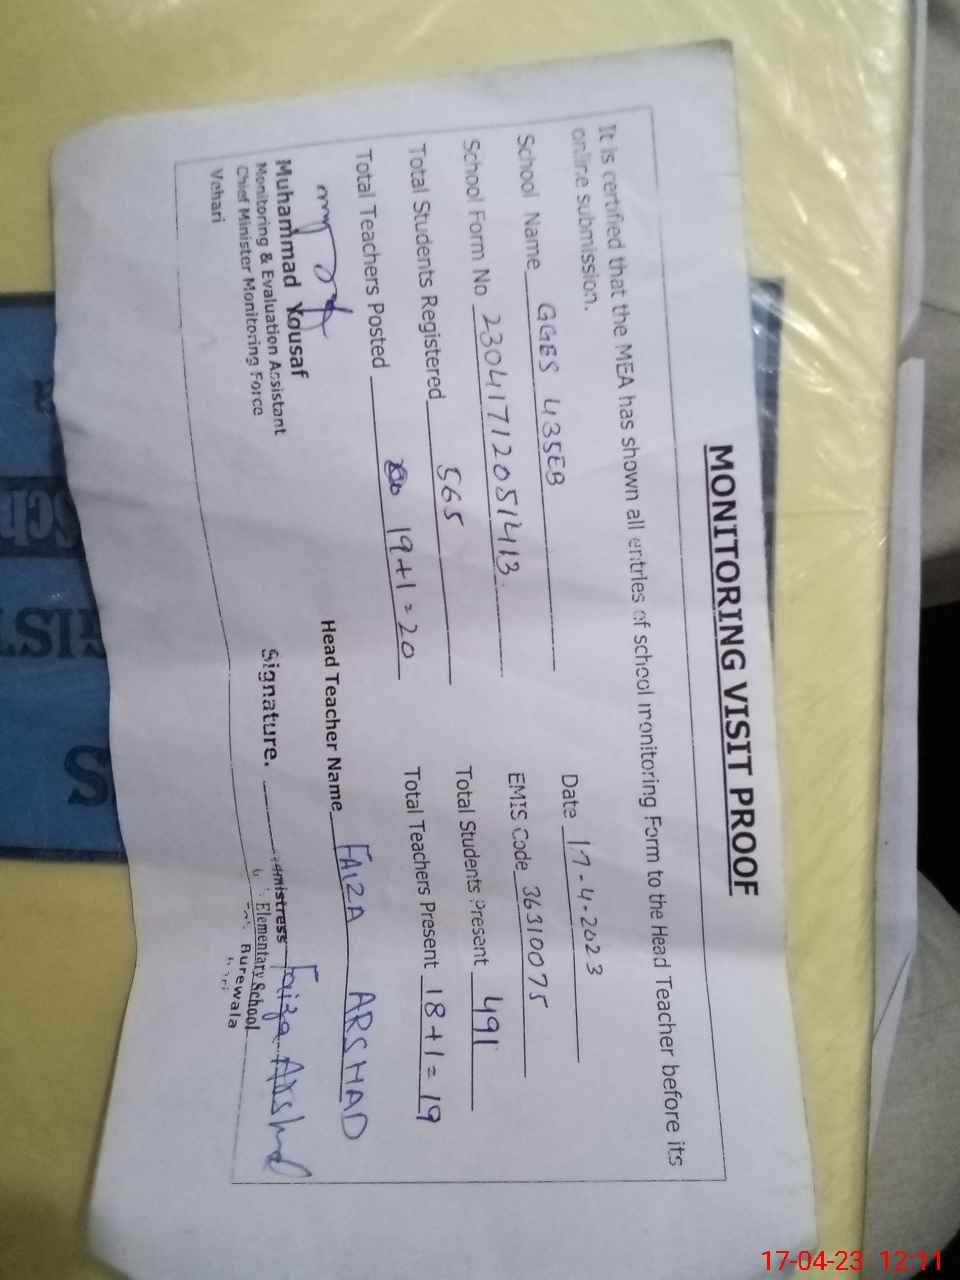 MONITORING VISIT PROOF
It is certified that the MEA has shown all entries of school monitoring Form to the Head Teacher before its
online submission.
School Name GGES 435EB Date 17-4-2023
School Form No 23041712051413 EMIS Code 36310075
Total Students Registered 565 Total Students Present 491
Total Teachers Posted 19+1=20 Total Teachers Present 18+1=19
Head Teacher Name FAIZA ARSHAD
Muhammad Yousaf
Monitoring & Evaluation Assistant
Chief Minister Monitoring Force
Vehari
Signature. Faiza Arshad
Elementary School
Burewala
17-04-23 12:11